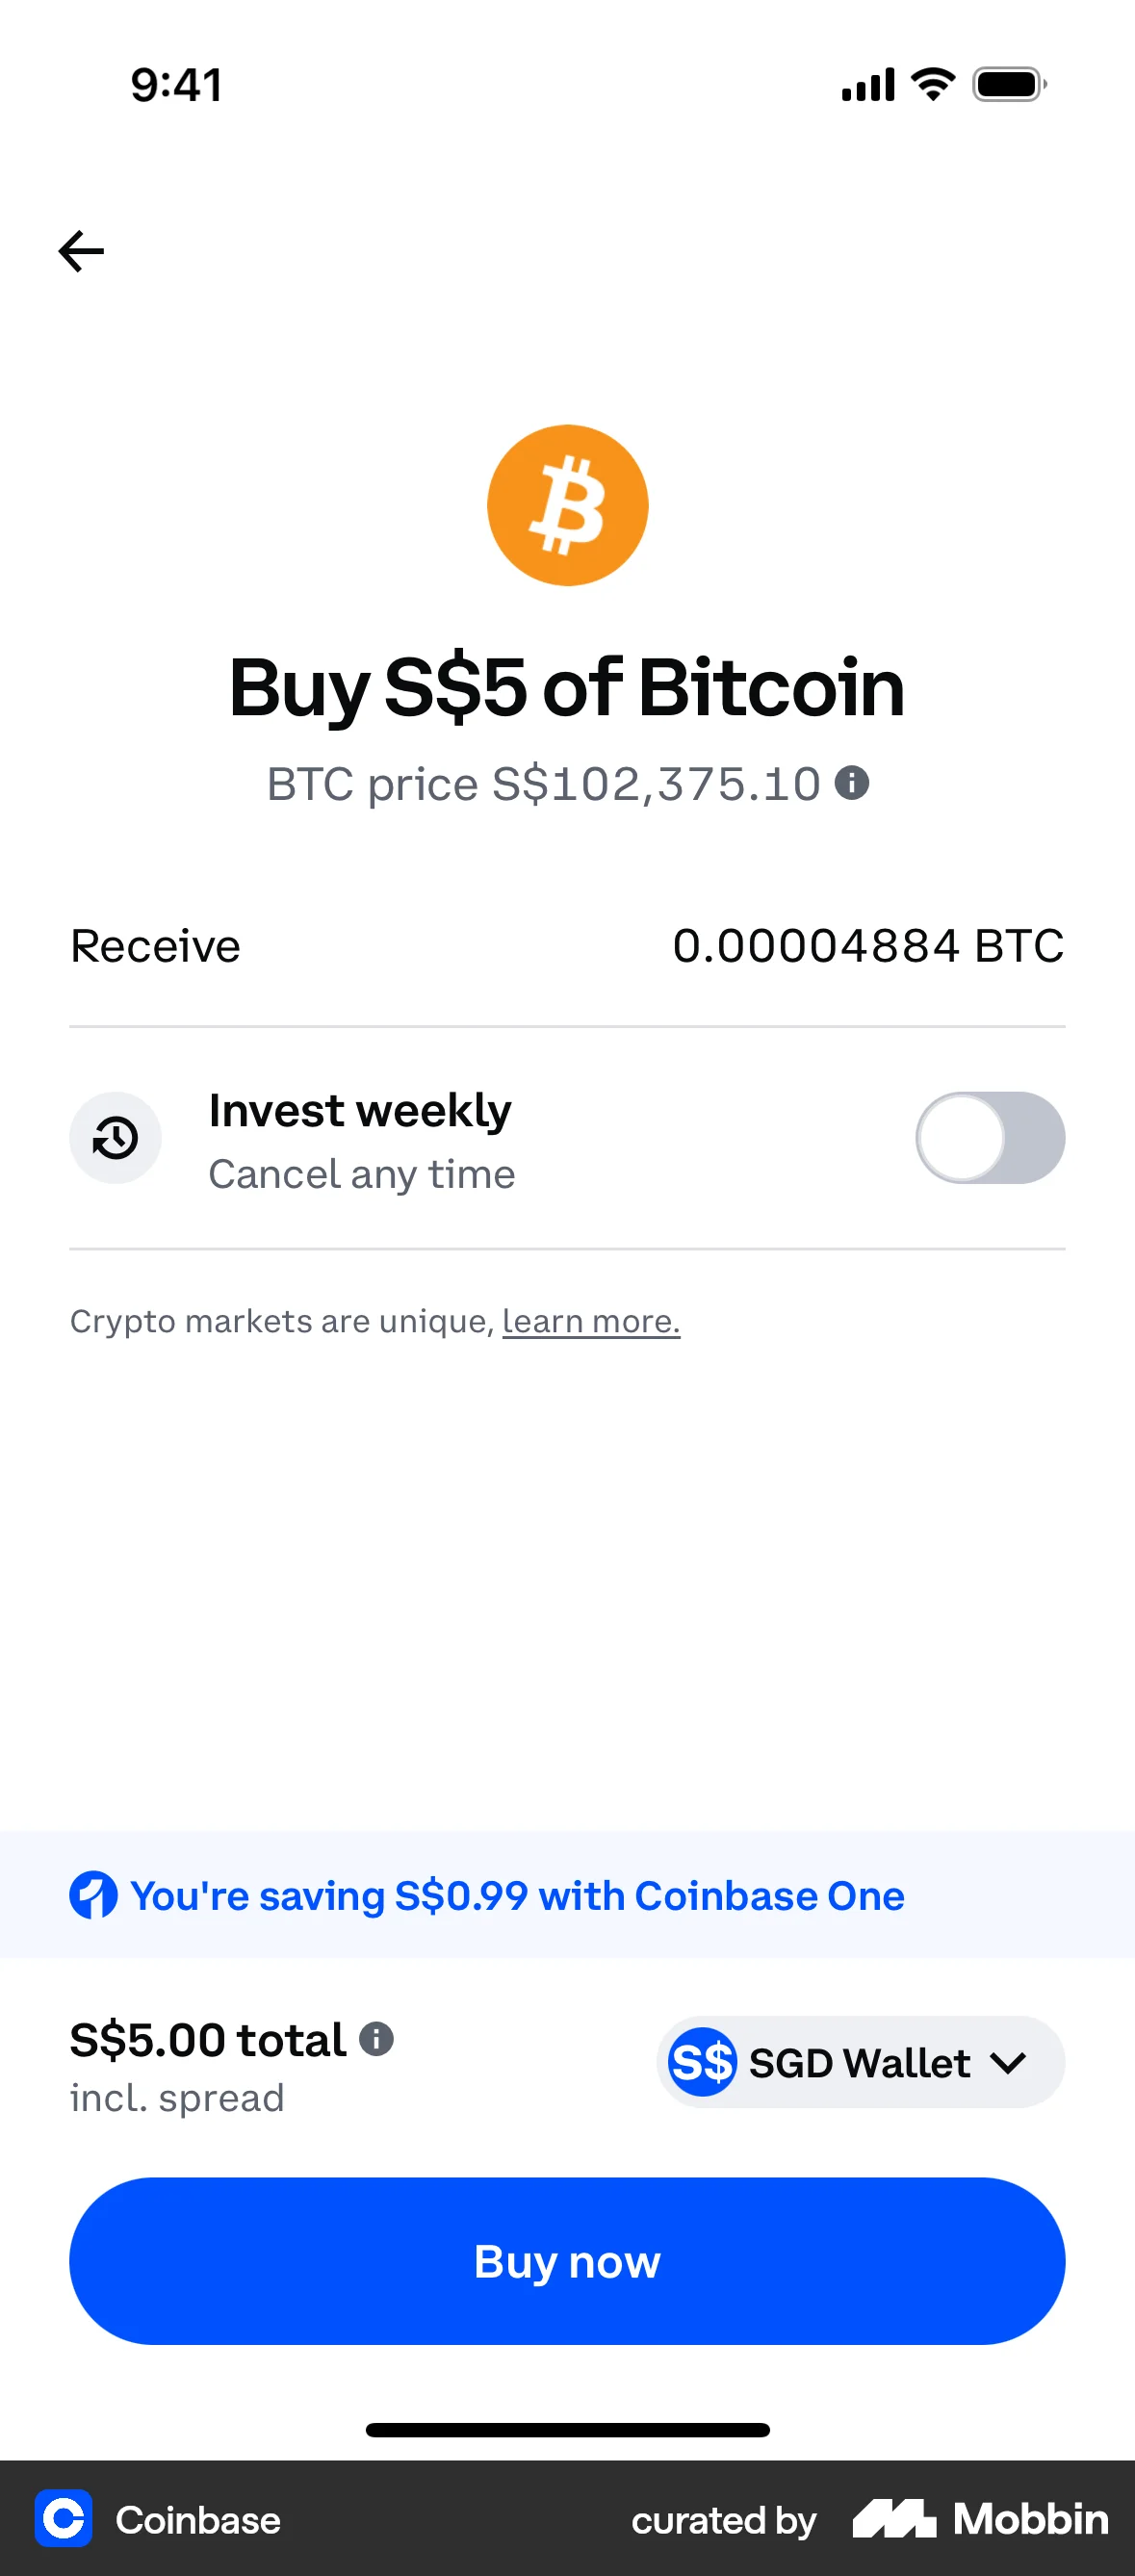 9:41
Buy S$5 of Bitcoin
BTC price S$102,375.10
Receive 0.00004884 BTC
Invest weekly
Cancel any time
Crypto markets are unique, learn more.
You're saving S$0.99 with Coinbase One
S$5.00 total
incl. spread
S$ SGD Wallet
Buy now
Coinbase curated by Mobbin